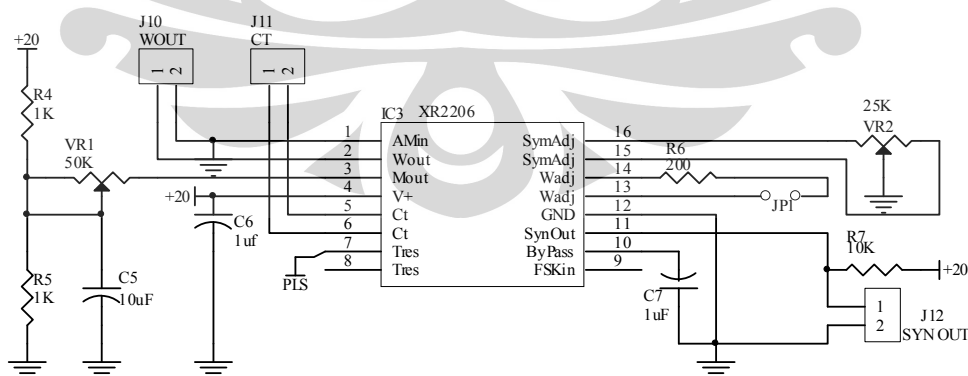 J10
WOUT
1 2
J11
CT
1 2
+20
R4
1K
VR1
50K
R5
1K
C5
10uF
+20
C6
1uf
PLS
IC3 XR2206
1 AMin
2 Wout
3 Mout
4 V+
5 Ct
6 Ct
7 Tres
8 Tres
SymAdj 16
SymAdj 15
Wadj 14
Wadj 13
GND 12
SynOut 11
ByPass 10
FSKin 9
R6
200
JP1
25K
VR2
C7
1uF
R7
10K
+20
1
2
J12
SYN OUT